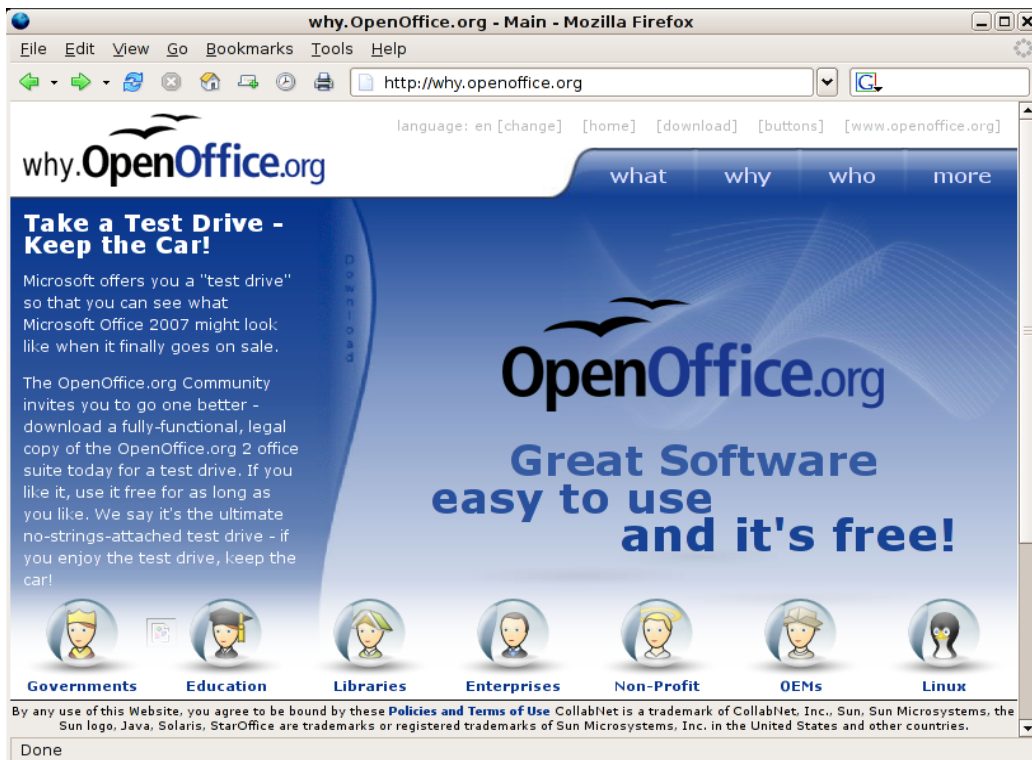 why.OpenOffice.org - Main - Mozilla Firefox
File Edit View Go Bookmarks Tools Help
http://why.openoffice.org
G
language: en [change] [home] [download] [buttons] [www.openoffice.org]
why.OpenOffice.org
what why who more
Take a Test Drive -
Keep the Car!
Microsoft offers you a "test drive"
so that you can see what
Microsoft Office 2007 might look
like when it finally goes on sale.
The OpenOffice.org Community
invites you to go one better -
download a fully-functional, legal
copy of the OpenOffice.org 2 office
suite today for a test drive. If you
like it, use it free for as long as
you like. We say it's the ultimate
no-strings-attached test drive - if
you enjoy the test drive, keep the
car!
Download
OpenOffice.org
Great Software
easy to use
and it's free!
Governments Education Libraries Enterprises Non-Profit OEMs Linux
By any use of this Website, you agree to be bound by these Policies and Terms of Use CollabNet is a trademark of CollabNet, Inc., Sun, Sun Microsystems, the
Sun logo, Java, Solaris, StarOffice are trademarks or registered trademarks of Sun Microsystems, Inc. in the United States and other countries.
Done